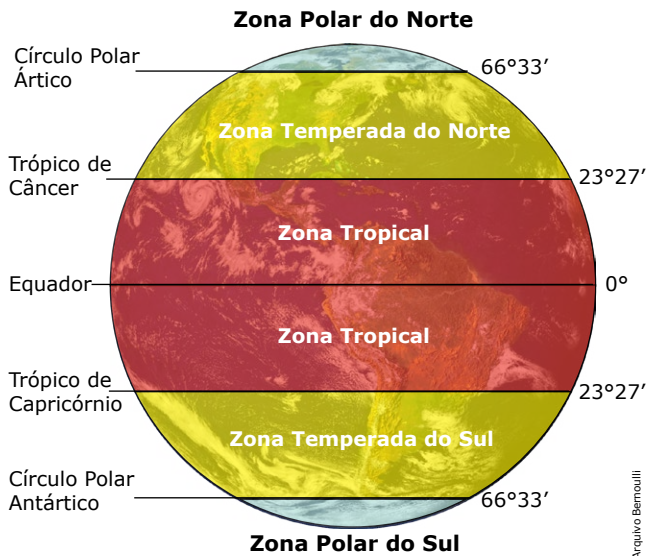 Zona Polar do Norte
Círculo Polar
Ártico
66°33’
Zona Temperada do Norte
Trópico de
Câncer
23°27’
Zona Tropical
Equador
0°
Zona Tropical
Trópico de
Capricórnio
23°27’
Zona Temperada do Sul
Círculo Polar
Antártico
66°33’
Zona Polar do Sul
Arquivo Bernoulli